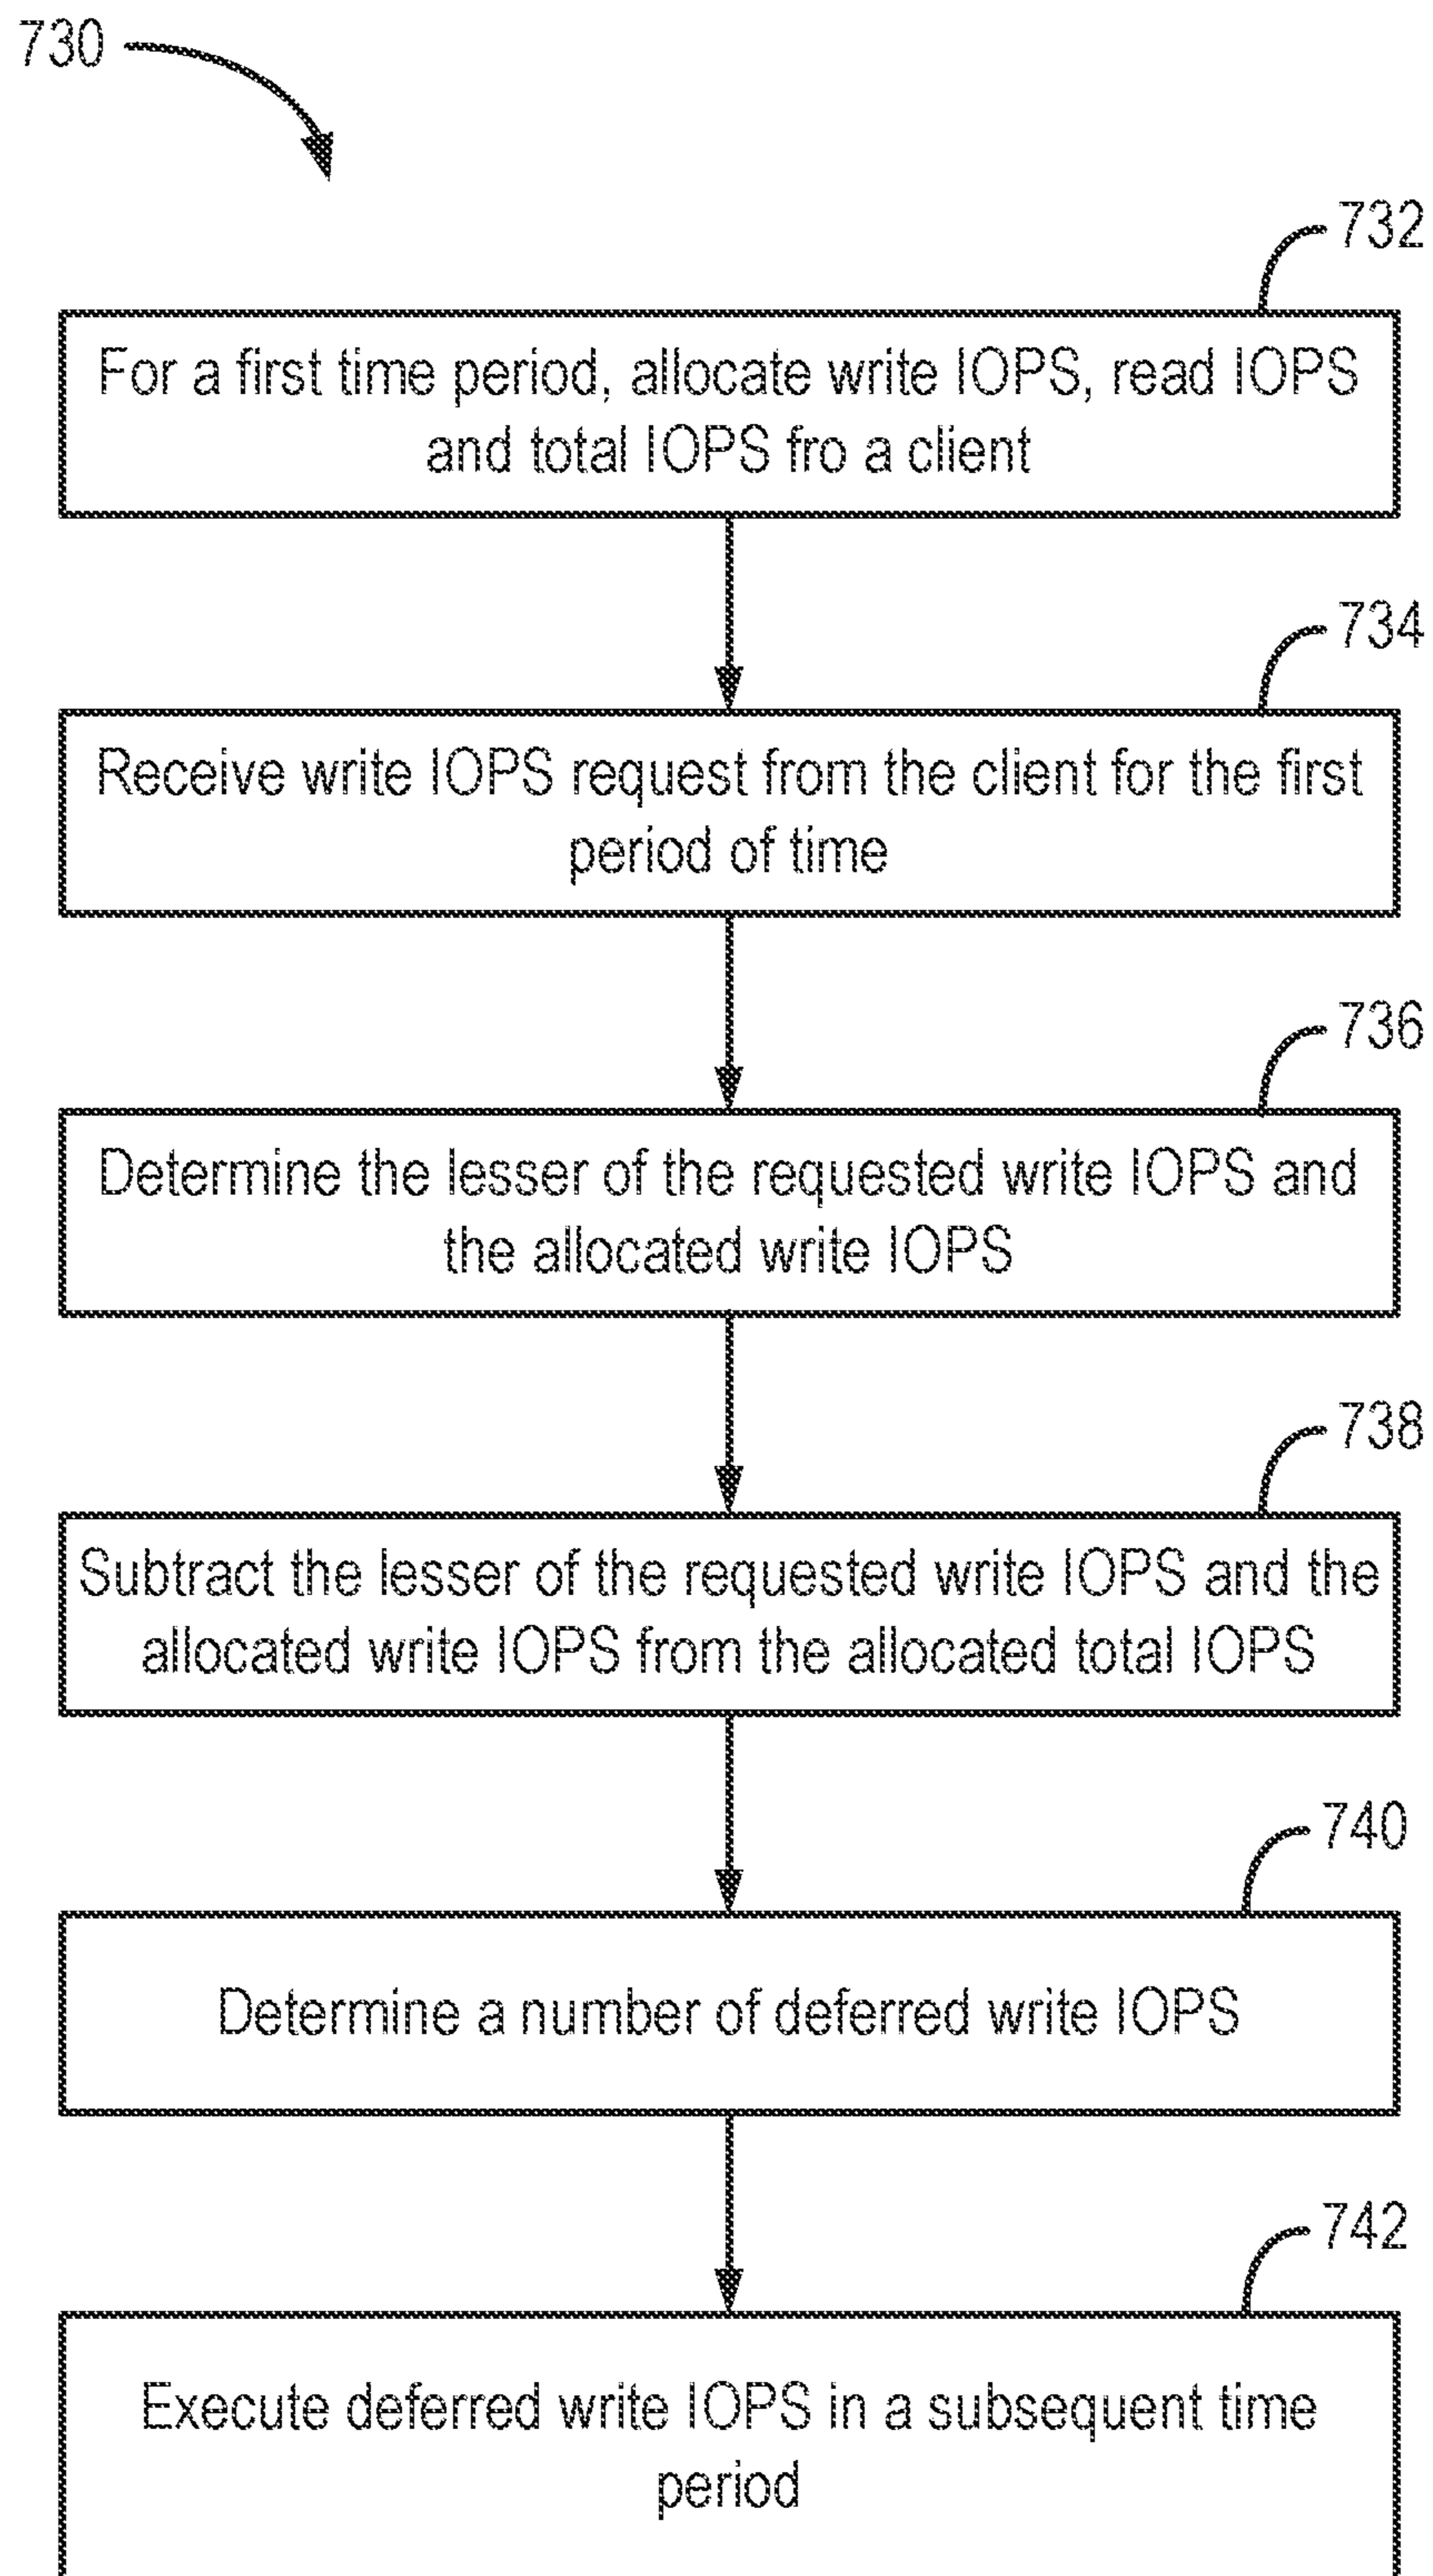 730
732
For a first time period, allocate write IOPS, read IOPS
and total IOPS fro a client
734
Receive write IOPS request from the client for the first
period of time
736
Determine the lesser of the requested write IOPS and
the allocated write IOPS
738
Subtract the lesser of the requested write IOPS and the
allocated write IOPS from the allocated total IOPS
740
Determine a number of deferred write IOPS
742
Execute deferred write IOPS in a subsequent time
period